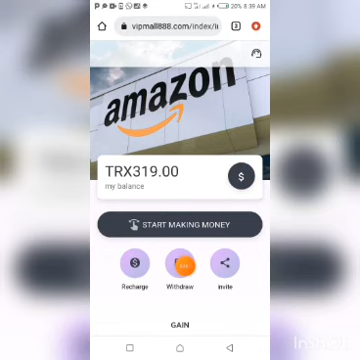 20% 8:39 AM
vipmall888.com/index/i
amazon
TRX319.00
$
my balance
START MAKING MONEY
Recharge Withdraw invite
GAIN
InShot